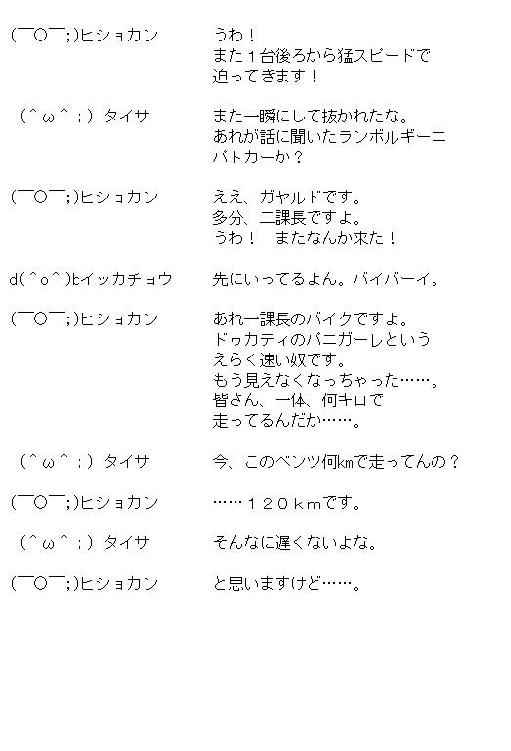 (￣○￣;)ヒショカン　　　うわ！
また１台後ろから猛スピードで
迫ってきます！
(＾ω＾；) タイサ　　　また一瞬にして抜かれたな。
あれが話に聞いたランボルギーニ
パトカーか？
(￣○￣;)ヒショカン　　　ええ、ガヤルドです。
多分、二課長ですよ。
うわ！　またなんか来た！
d(＾o＾)bイッカチョウ　　　先にいってるよん。バイバーイ。
(￣○￣;)ヒショカン　　　あれ一課長のバイクですよ。
ドゥカティのパニガーレという
えらく速い奴です。
もう見えなくなっちゃった……。
皆さん、一体、何キロで
走ってるんだか……。
(＾ω＾；) タイサ　　　今、このベンツ何kmで走ってんの？
(￣○￣;)ヒショカン　　　……１２０ｋｍです。
(＾ω＾；) タイサ　　　そんなに遅くないよな。
(￣○￣;)ヒショカン　　　と思いますけど……。